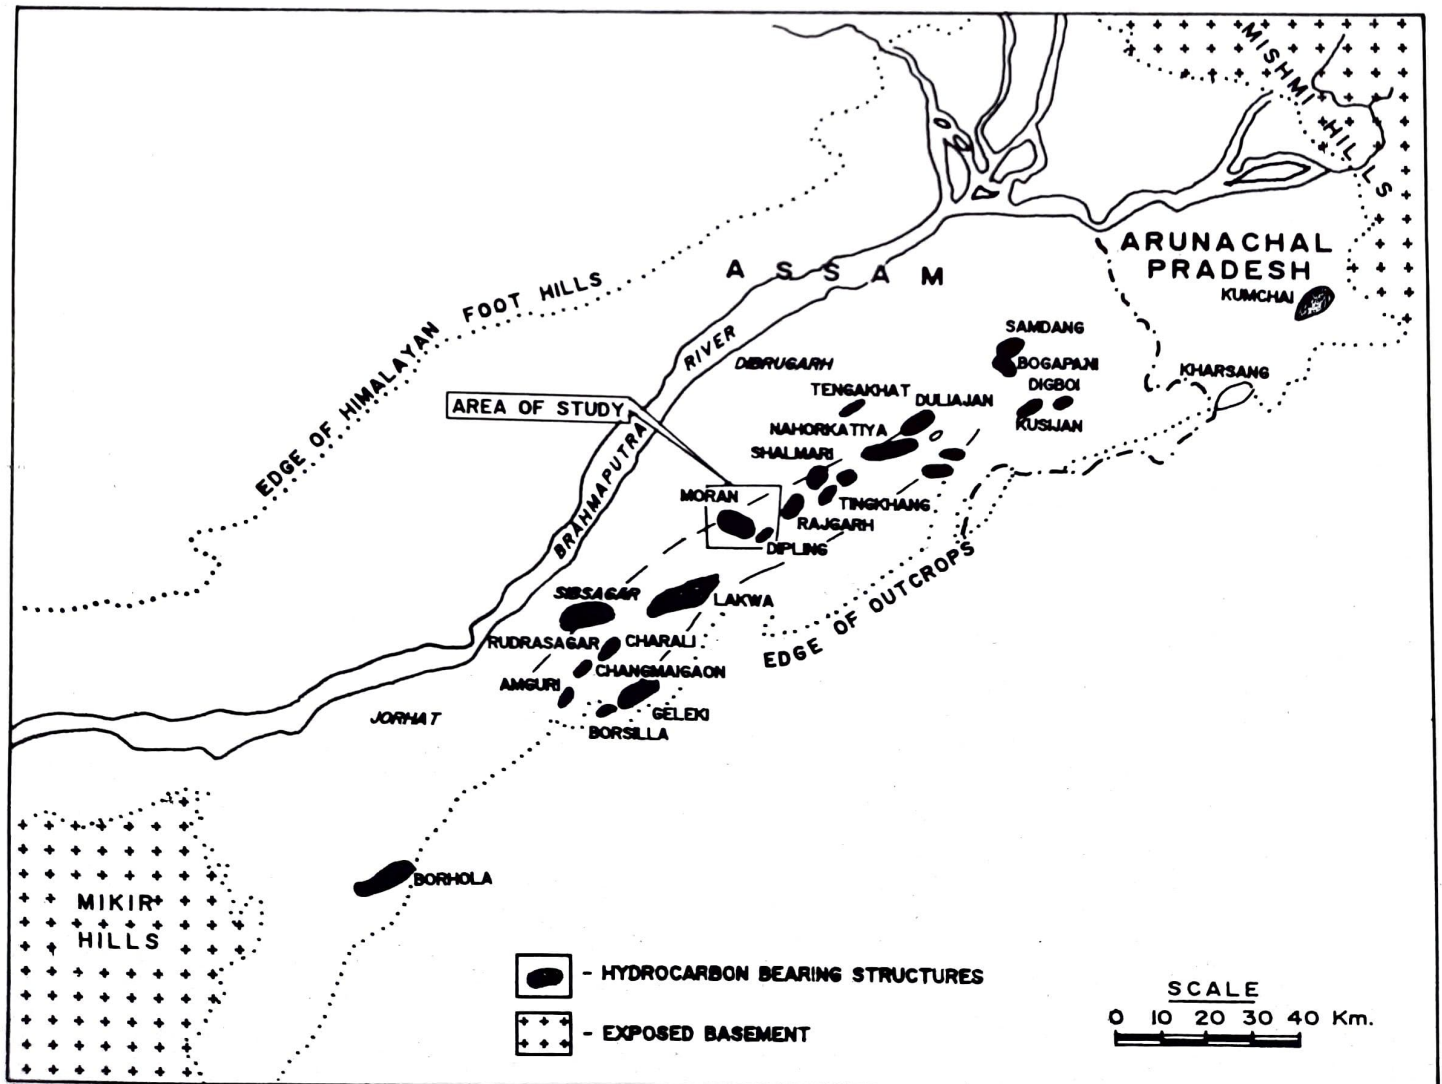 MISHMI HILLS
ARUNACHAL
PRADESH
KUMCHAI
A S S A M
EDGE OF HIMALAYAN FOOT HILLS
SAMDANG
BOGAPANI
DIGBOI
KHARSANG
RIVER
DIBRUGARH
TENGAKHAT
DULIAJAN
KUSIJAN
AREA OF STUDY
NAHORKATIYA
SHALMARI
BRAHMAPUTRA
MORAN
TINGKHANG
RAJGARH
DIPLING
EDGE OF OUTCROPS
SIBSAGAR
LAKWA
RUDRASAGAR
CHARALI
CHANGMAIGAON
AMGURI
GELEKI
JORHAT
BORSILLA
BORHOLA
MIKIR
HILLS
- HYDROCARBON BEARING STRUCTURES
- EXPOSED BASEMENT
SCALE
0 10 20 30 40 Km.